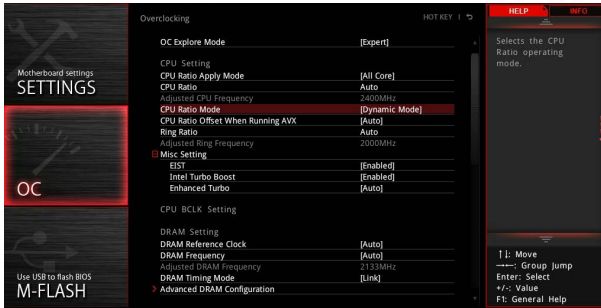 Overclocking
HOT KEY |
HELP
INFO
OC Explore Mode [Expert]
CPU Setting
CPU Ratio Apply Mode [All Core]
CPU Ratio Auto
Adjusted CPU Frequency 2400MHz
CPU Ratio Mode [Dynamic Mode]
CPU Ratio Offset When Running AVX [Auto]
Ring Ratio Auto
Adjusted Ring Frequency 2000MHz
Misc Setting
EIST [Enabled]
Intel Turbo Boost [Enabled]
Enhanced Turbo [Auto]
CPU BCLK Setting
DRAM Setting
DRAM Reference Clock [Auto]
DRAM Frequency [Auto]
Adjusted DRAM Frequency 2133MHz
DRAM Timing Mode [Link]
Advanced DRAM Configuration
Motherboard settings
SETTINGS
OC
Use USB to flash BIOS
M-FLASH
Selects the CPU
Ratio operating
mode.
↑↓: Move
→←: Group Jump
Enter: Select
+/-: Value
F1: General Help